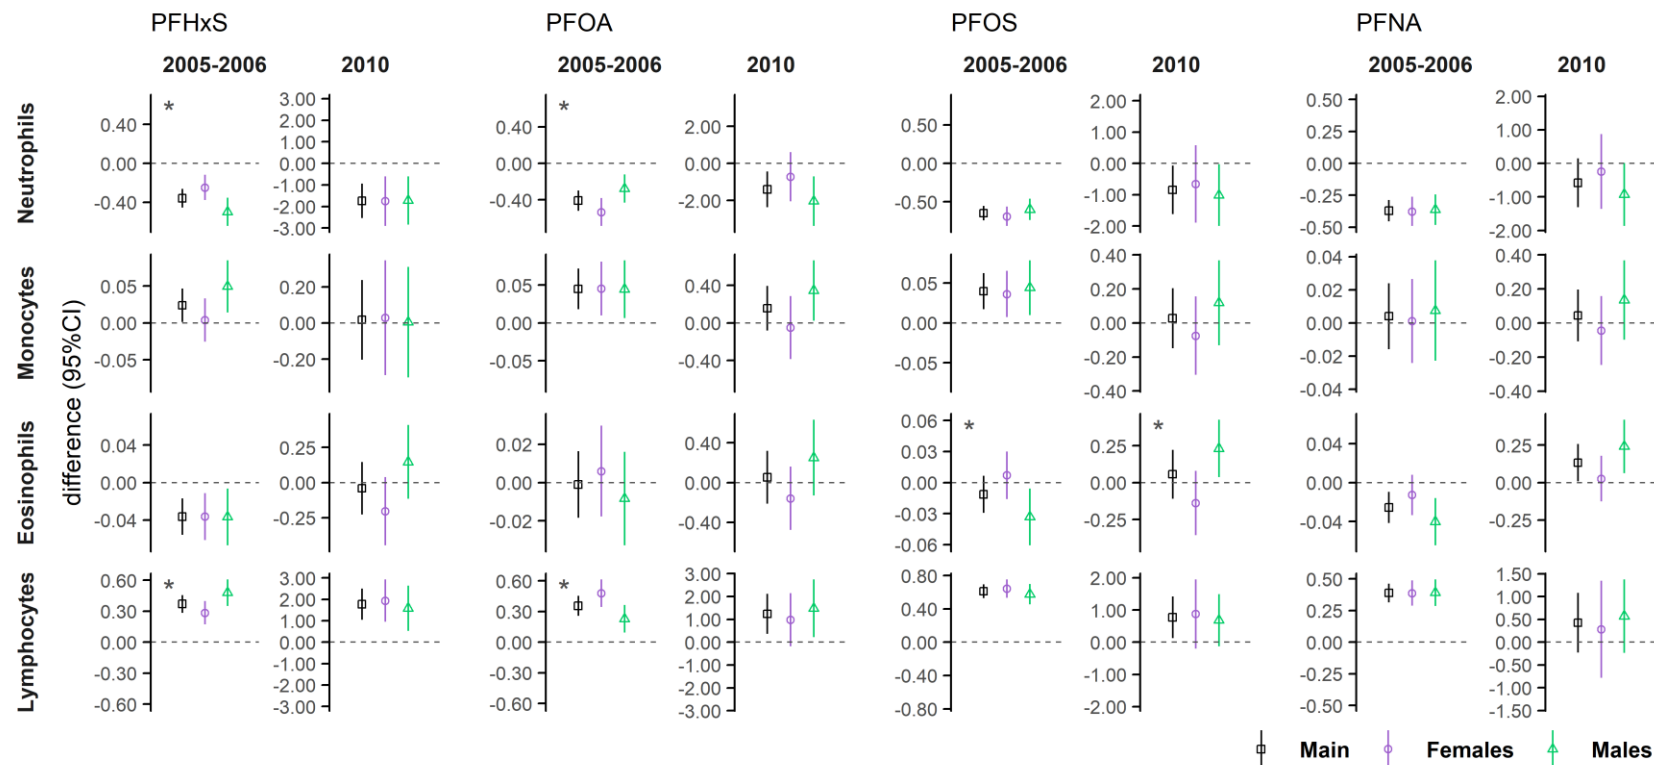 PFHxS PFOA PFOS PFNA
2005-2006 2010 2005-2006 2010 2005-2006 2010 2005-2006 2010
difference (95%CI)
Neutrophils
0.40 0.00 -0.40
3.00 2.00 1.00 0.00 -1.00 -2.00 -3.00
0.40 0.00 -0.40
2.00 0.00 -2.00
0.50 0.00 -0.50
2.00 1.00 0.00 -1.00 -2.00
0.50 0.25 0.00 -0.25 -0.50
2.00 1.00 0.00 -1.00 -2.00
* *
Monocytes
0.05 0.00 -0.05
0.20 0.00 -0.20
0.05 0.00 -0.05
0.40 0.00 -0.40
0.05 0.00 -0.05
0.40 0.20 0.00 -0.20 -0.40
0.04 0.02 0.00 -0.02 -0.04
0.40 0.20 0.00 -0.20 -0.40
Eosinophils
0.04 0.00 -0.04
0.25 0.00 -0.25
0.02 0.00 -0.02
0.40 0.00 -0.40
0.06 0.03 0.00 -0.03 -0.06
0.25 0.00 -0.25
0.04 0.00 -0.04
0.25 0.00 -0.25
* *
Lymphocytes
0.60 0.30 0.00 -0.30 -0.60
3.00 2.00 1.00 0.00 -1.00 -2.00 -3.00
0.60 0.30 0.00 -0.30 -0.60
3.00 2.00 1.00 0.00 -1.00 -2.00 -3.00
0.80 0.40 0.00 -0.40 -0.80
2.00 1.00 0.00 -1.00 -2.00
0.50 0.25 0.00 -0.25 -0.50
1.50 1.00 0.50 0.00 -0.50 -1.00 -1.50
* *
Main Females Males